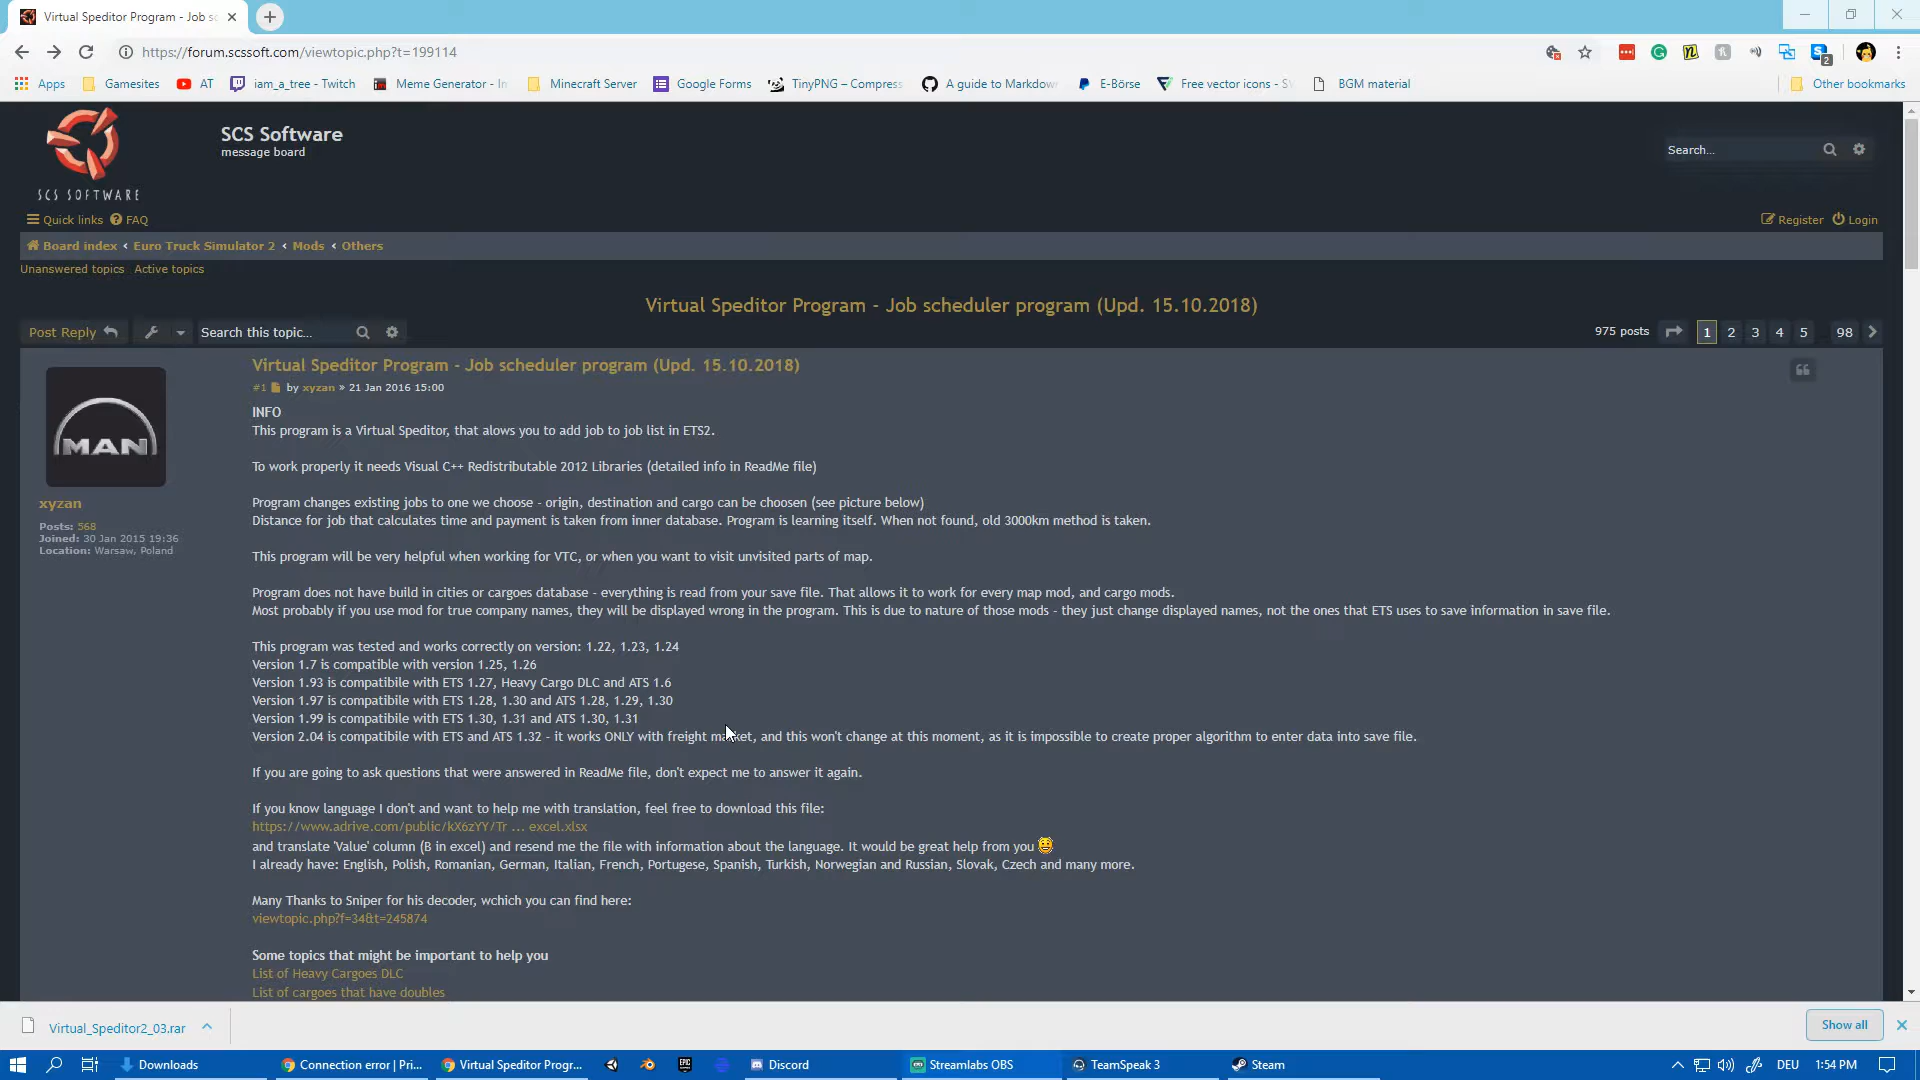 Virtual Speditor Program - Job sc
https://forum.scssoft.com/viewtopic.php?t=199114
2
Apps
Gamesites
AT
iam_a_tree - Twitch
Meme Generator - In
Minecraft Server
Google Forms
TinyPNG – Compress
A guide to Markdown
E-Börse
Free vector icons - SV
BGM material
Other bookmarks
SCS SOFTWARE
SCS Software
message board
Search...
Quick links
FAQ
Register
Login
Board index ‹ Euro Truck Simulator 2 ‹ Mods ‹ Others
Unanswered topics Active topics
Virtual Speditor Program - Job scheduler program (Upd. 15.10.2018)
Post Reply
Search this topic...
975 posts
1 2 3 4 5 98
MAN
xyzan
Posts: 568
Joined: 30 Jan 2015 19:36
Location: Warsaw, Poland
Virtual Speditor Program - Job scheduler program (Upd. 15.10.2018)
#1 by xyzan » 21 Jan 2016 15:00
INFO
This program is a Virtual Speditor, that alows you to add job to job list in ETS2.
To work properly it needs Visual C++ Redistributable 2012 Libraries (detailed info in ReadMe file)
Program changes existing jobs to one we choose - origin, destination and cargo can be choosen (see picture below)
Distance for job that calculates time and payment is taken from inner database. Program is learning itself. When not found, old 3000km method is taken.
This program will be very helpful when working for VTC, or when you want to visit unvisited parts of map.
Program does not have build in cities or cargoes database - everything is read from your save file. That allows it to work for every map mod, and cargo mods.
Most probably if you use mod for true company names, they will be displayed wrong in the program. This is due to nature of those mods - they just change displayed names, not the ones that ETS uses to save information in save file.
This program was tested and works correctly on version: 1.22, 1.23, 1.24
Version 1.7 is compatible with version 1.25, 1.26
Version 1.93 is compatibile with ETS 1.27, Heavy Cargo DLC and ATS 1.6
Version 1.97 is compatibile with ETS 1.28, 1.30 and ATS 1.28, 1.29, 1.30
Version 1.99 is compatibile with ETS 1.30, 1.31 and ATS 1.30, 1.31
Version 2.04 is compatibile with ETS and ATS 1.32 - it works ONLY with freight market, and this won't change at this moment, as it is impossible to create proper algorithm to enter data into save file.
If you are going to ask questions that were answered in ReadMe file, don't expect me to answer it again.
If you know language I don't and want to help me with translation, feel free to download this file:
https://www.adrive.com/public/kX6zYY/Tr ... excel.xlsx
and translate 'Value' column (B in excel) and resend me the file with information about the language. It would be great help from you
I already have: English, Polish, Romanian, German, Italian, French, Portugese, Spanish, Turkish, Norwegian and Russian, Slovak, Czech and many more.
Many Thanks to Sniper for his decoder, wchich you can find here:
viewtopic.php?f=34&t=245874
Some topics that might be important to help you
List of Heavy Cargoes DLC
List of cargoes that have doubles
Virtual_Speditor2_03.rar
Show all
Downloads
Connection error | Pri...
Virtual Speditor Progr...
EPIC
Discord
Streamlabs OBS
TeamSpeak 3
Steam
DEU
1:54 PM